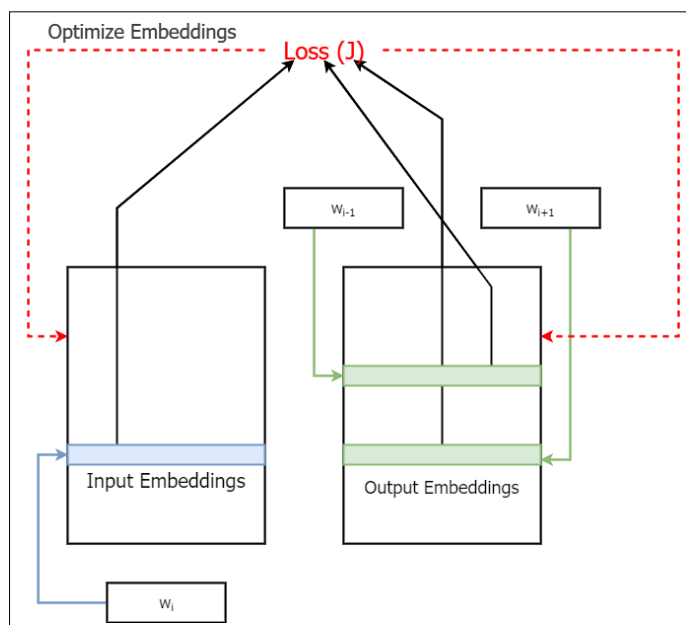 Optimize Embeddings
Loss (J)
wi-1
wi+1
Input Embeddings
Output Embeddings
wi